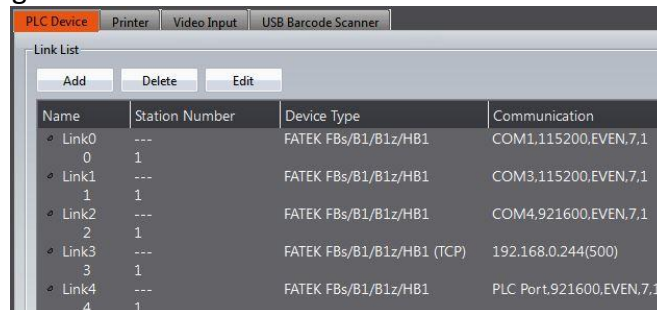 PLC Device Printer Video Input USB Barcode Scanner
Link List
Add Delete Edit
Name Station Number Device Type Communication
Link0 --- FATEK FBs/B1/B1z/HB1 COM1,115200,EVEN,7,1
0 1
Link1 --- FATEK FBs/B1/B1z/HB1 COM3,115200,EVEN,7,1
1 1
Link2 --- FATEK FBs/B1/B1z/HB1 COM4,921600,EVEN,7,1
2 1
Link3 --- FATEK FBs/B1/B1z/HB1 (TCP) 192.168.0.244(500)
3 1
Link4 --- FATEK FBs/B1/B1z/HB1 PLC Port,921600,EVEN,7,1
4 1